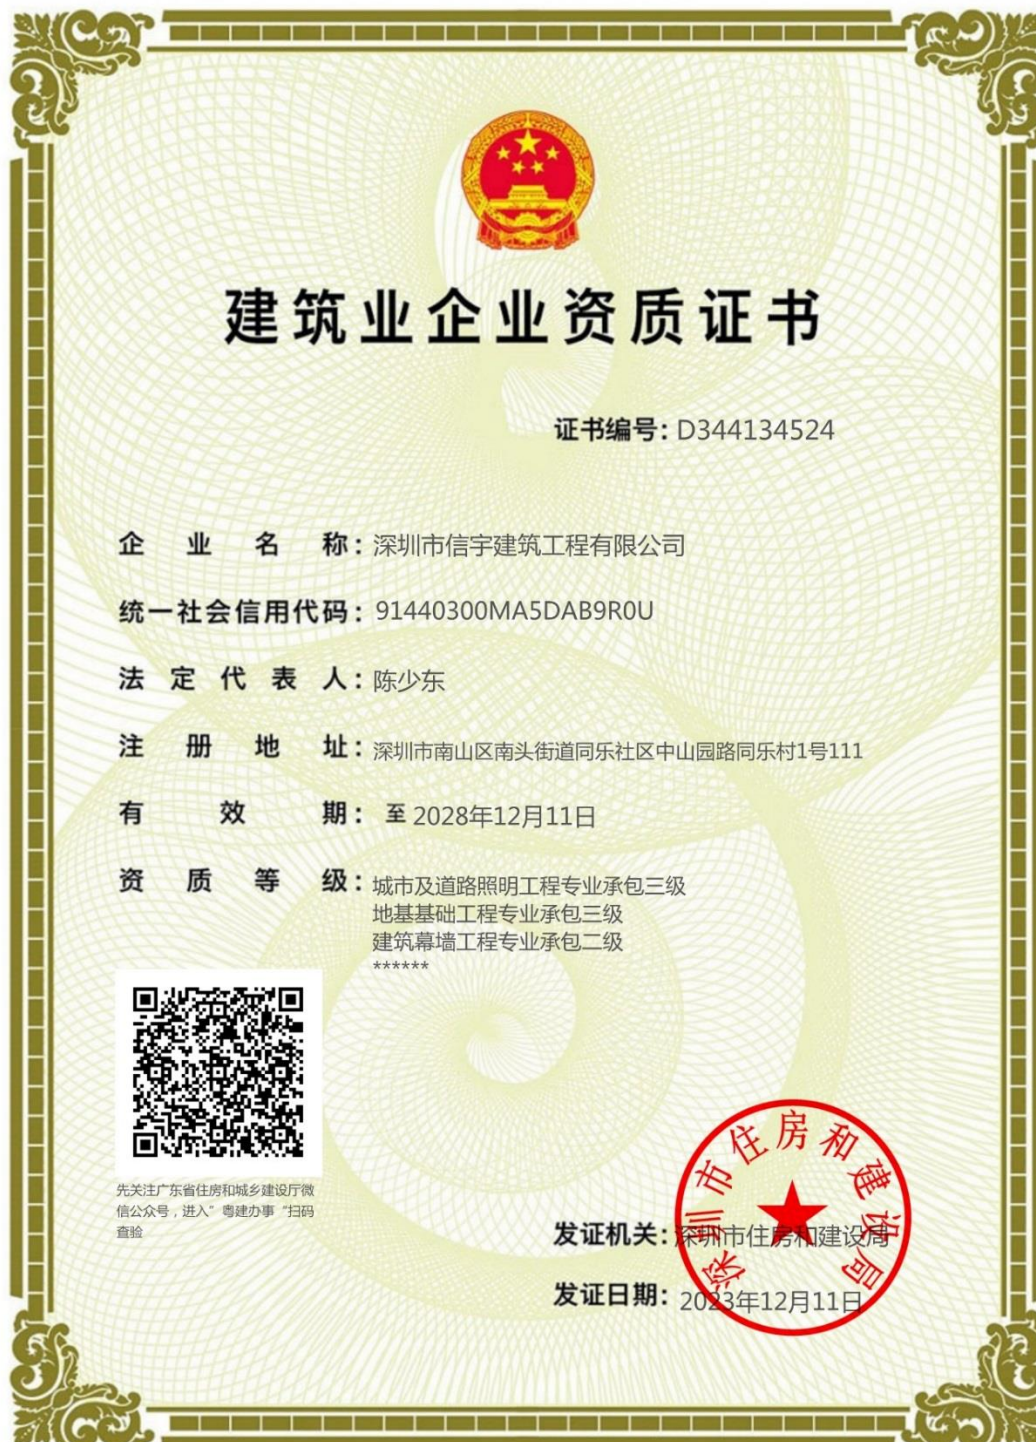 建筑业企业资质证书
证书编号：D344134524
企业名称：深圳市信宇建筑工程有限公司
统一社会信用代码：91440300MA5DAB9R0U
法定代表人：陈少东
注册地址：深圳市南山区南头街道同乐社区中山园路同乐村1号111
有效期：至 2028年12月11日
资质等级：城市及道路照明工程专业承包三级
地基基础工程专业承包三级
建筑幕墙工程专业承包二级
******
先关注广东省住房和城乡建设厅微
信公众号，进入”粤建办事“扫码
查验
深圳市住房和建设局
发证机关：深圳市住房和建设局
发证日期：2023年12月11日